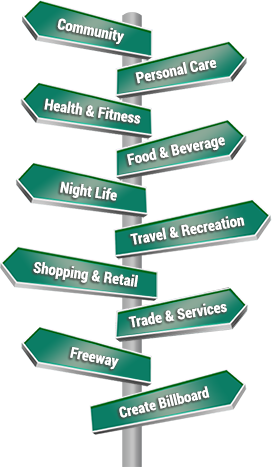 Community
Personal Care
Health & Fitness
Food & Beverage
Night Life
Travel & Recreation
Shopping & Retail
Trade & Services
Freeway
Create Billboard